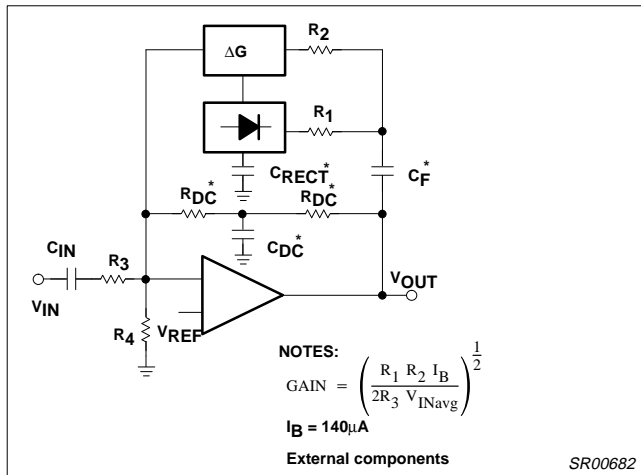 R2
ΔG
R1
CRECT*
CF*
RDC*
RDC*
CDC*
CIN
R3
VIN
VOUT
R4
VREF
NOTES:
GAIN = (R1 R2 IB / 2R3 VINavg)^1/2
IB = 140µA
External components
SR00682